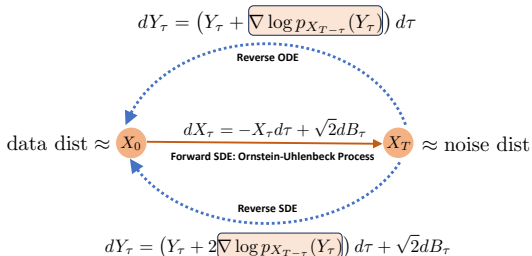 dY_τ = (Y_τ + ∇ log p_{X_{T−τ}}(Y_τ)) dτ
Reverse ODE
data dist ≈ X_0 dX_τ = −X_τ dτ + √2 dB_τ X_T ≈ noise dist
Forward SDE: Ornstein-Uhlenbeck Process
Reverse SDE
dY_τ = (Y_τ + 2∇ log p_{X_{T−τ}}(Y_τ)) dτ + √2 dB_τ